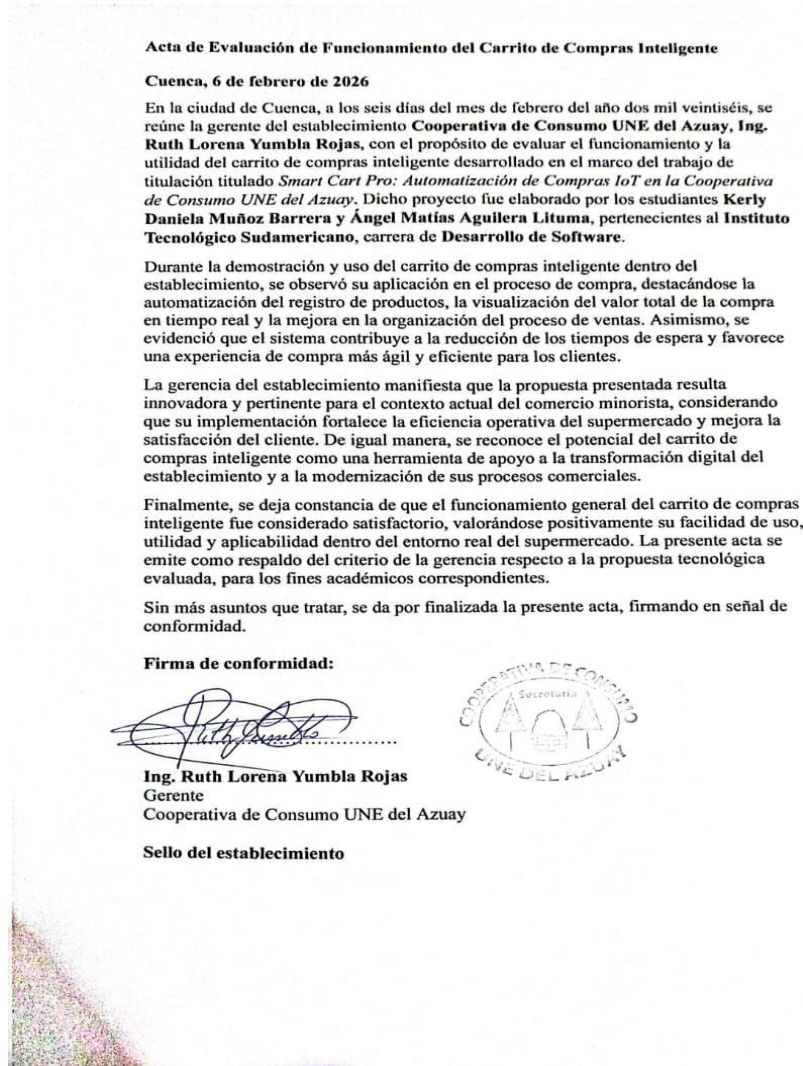 Acta de Evaluación de Funcionamiento del Carrito de Compras Inteligente
Cuenca, 6 de febrero de 2026
En la ciudad de Cuenca, a los seis días del mes de febrero del año dos mil veintiséis, se
reúne la gerente del establecimiento Cooperativa de Consumo UNE del Azuay, Ing.
Ruth Lorena Yumbla Rojas, con el propósito de evaluar el funcionamiento y la
utilidad del carrito de compras inteligente desarrollado en el marco del trabajo de
titulación titulado Smart Cart Pro: Automatización de Compras IoT en la Cooperativa
de Consumo UNE del Azuay. Dicho proyecto fue elaborado por los estudiantes Kerly
Daniela Muñoz Barrera y Ángel Matías Aguilera Lituma, pertenecientes al Instituto
Tecnológico Sudamericano, carrera de Desarrollo de Software.
Durante la demostración y uso del carrito de compras inteligente dentro del
establecimiento, se observó su aplicación en el proceso de compra, destacándose la
automatización del registro de productos, la visualización del valor total de la compra
en tiempo real y la mejora en la organización del proceso de ventas. Asimismo, se
evidenció que el sistema contribuye a la reducción de los tiempos de espera y favorece
una experiencia de compra más ágil y eficiente para los clientes.
La gerencia del establecimiento manifiesta que la propuesta presentada resulta
innovadora y pertinente para el contexto actual del comercio minorista, considerando
que su implementación fortalece la eficiencia operativa del supermercado y mejora la
satisfacción del cliente. De igual manera, se reconoce el potencial del carrito de
compras inteligente como una herramienta de apoyo a la transformación digital del
establecimiento y a la modernización de sus procesos comerciales.
Finalmente, se deja constancia de que el funcionamiento general del carrito de compras
inteligente fue considerado satisfactorio, valorándose positivamente su facilidad de uso,
utilidad y aplicabilidad dentro del entorno real del supermercado. La presente acta se
emite como respaldo del criterio de la gerencia respecto a la propuesta tecnológica
evaluada, para los fines académicos correspondientes.
Sin más asuntos que tratar, se da por finalizada la presente acta, firmando en señal de
conformidad.
Firma de conformidad:
COOPERATIVA DE CONSUMO
Secretaria
UNE DEL AZUAY
Ing. Ruth Lorena Yumbla Rojas
Gerente
Cooperativa de Consumo UNE del Azuay
Sello del establecimiento